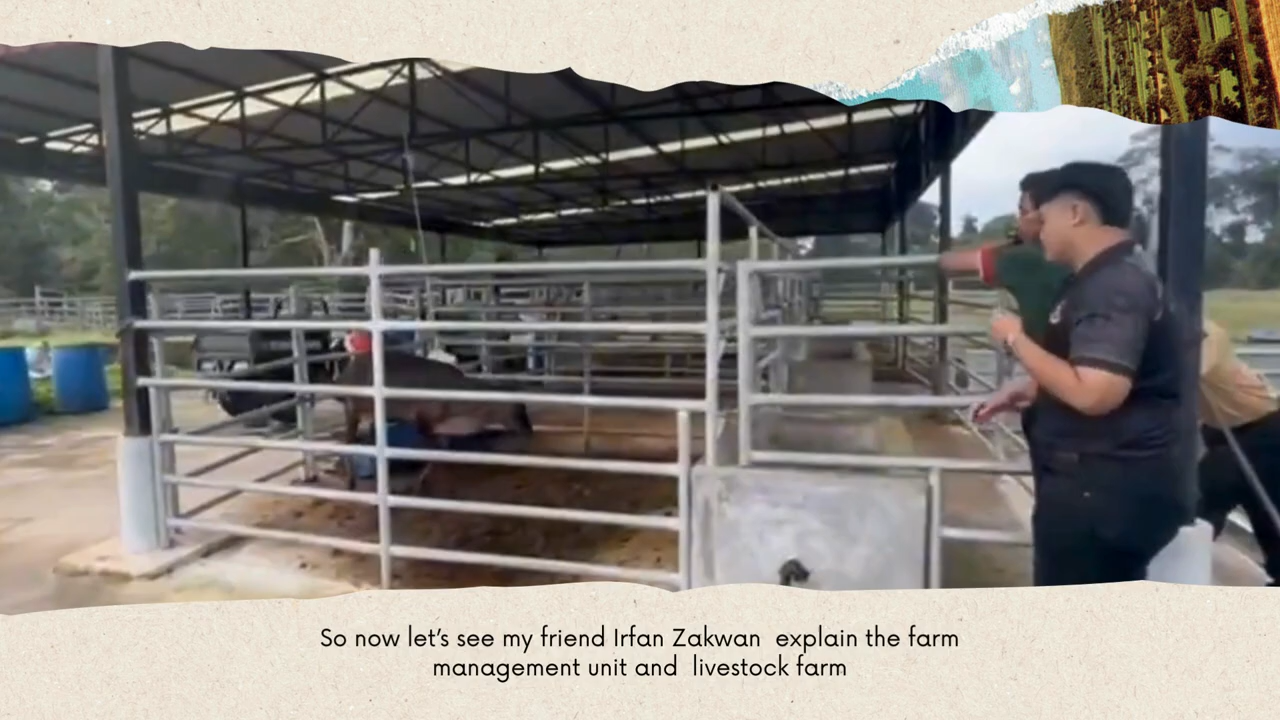 So now let's see my friend Irfan Zakwan  explain the farm
management unit and  livestock farm